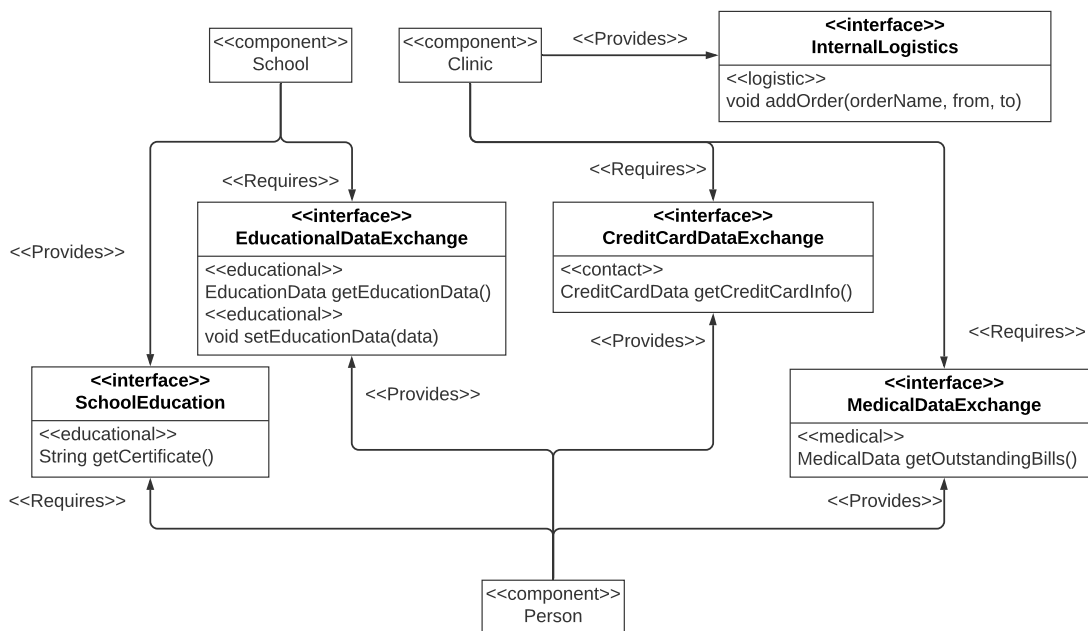 <<component>>
School
<<component>>
Clinic
<<Provides>>
<<interface>>
InternalLogistics
<<logistic>>
void addOrder(orderName, from, to)
<<Requires>>
<<Requires>>
<<Provides>>
<<interface>>
EducationalDataExchange
<<educational>>
EducationData getEducationData()
<<educational>>
void setEducationData(data)
<<interface>>
CreditCardDataExchange
<<contact>>
CreditCardData getCreditCardInfo()
<<Provides>>
<<Requires>>
<<interface>>
SchoolEducation
<<educational>>
String getCertificate()
<<Provides>>
<<interface>>
MedicalDataExchange
<<medical>>
MedicalData getOutstandingBills()
<<Requires>>
<<Provides>>
<<component>>
Person